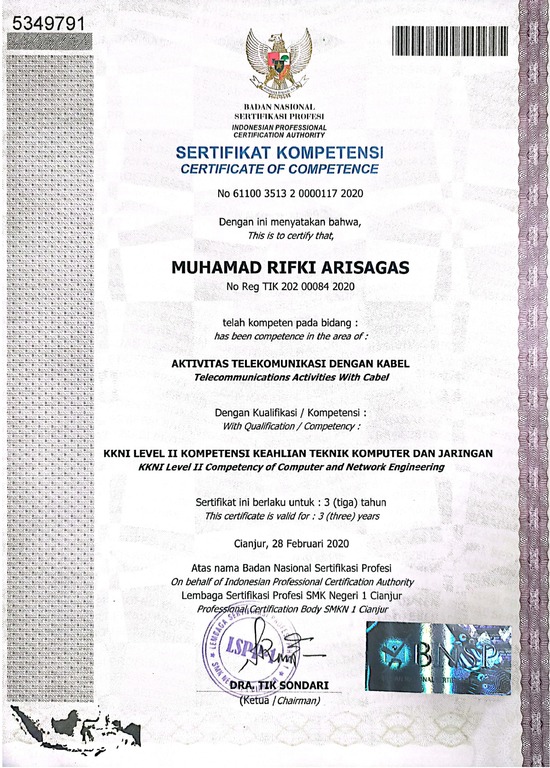 5349791
BADAN NASIONAL
SERTIFIKASI PROFESI
INDONESIAN PROFESSIONAL
CERTIFICATION AUTHORITY
SERTIFIKAT KOMPETENSI
CERTIFICATE OF COMPETENCE
No 61100 3513 2 0000117 2020
Dengan ini menyatakan bahwa,
This is to certify that,
MUHAMAD RIFKI ARISAGAS
No Reg TIK 202 00084 2020
telah kompeten pada bidang :
has been competence in the area of :
AKTIVITAS TELEKOMUNIKASI DENGAN KABEL
Telecommunications Activities With Cabel
Dengan Kualifikasi / Kompetensi :
With Qualification / Competency :
KKNI LEVEL II KOMPETENSI KEAHLIAN TEKNIK KOMPUTER DAN JARINGAN
KKNI Level II Competency of Computer and Network Engineering
Sertifikat ini berlaku untuk : 3 (tiga) tahun
This certificate is valid for : 3 (three) years
Cianjur, 28 Februari 2020
Atas nama Badan Nasional Sertifikasi Profesi
On behalf of Indonesian Professional Certification Authority
Lembaga Sertifikasi Profesi SMK Negeri 1 Cianjur
Professional Certification Body SMKN 1 Cianjur
BNSP
DRA. TIK SONDARI
(Ketua / Chairman)